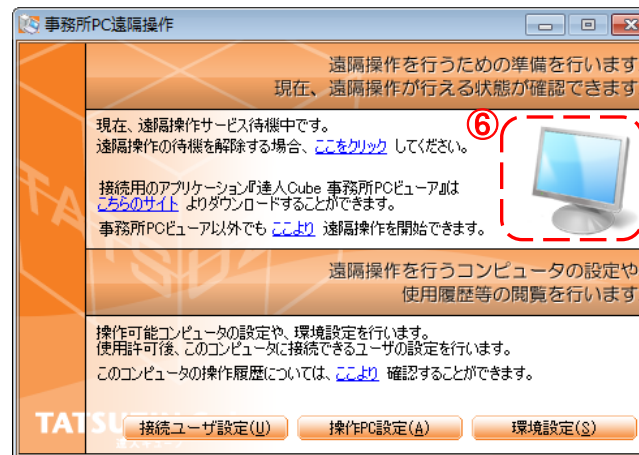 事務所PC遠隔操作
遠隔操作を行うための準備を行います
現在、遠隔操作が行える状態が確認できます
現在、遠隔操作サービス待機中です。
⑥
遠隔操作の待機を解除する場合、ここをクリック してください。
接続用のアプリケーション『達人Cube 事務所PCビューア』は
こちらのサイト よりダウンロードすることができます。
事務所PCビューア以外でも ここより 遠隔操作を開始できます。
遠隔操作を行うコンピュータの設定や
使用履歴等の閲覧を行います
操作可能コンピュータの設定や、環境設定を行います。
使用許可後、このコンピュータに接続できるユーザの設定を行います。
このコンピュータの操作履歴については、ここより 確認することができます。
接続ユーザ設定(U) 操作PC設定(A) 環境設定(S)